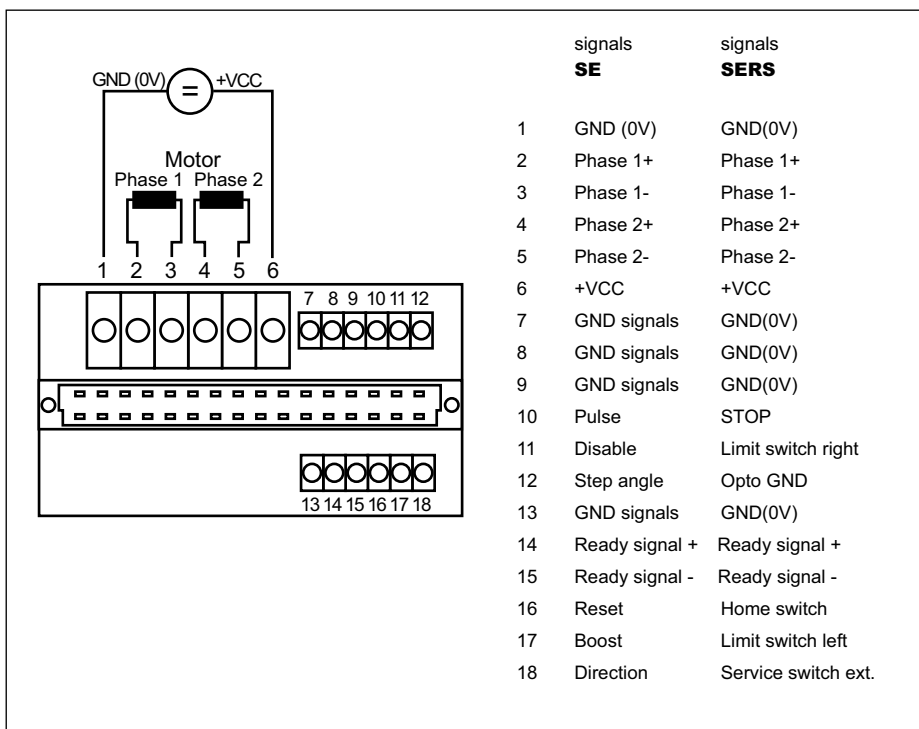 GND (0V) = +VCC
Motor
Phase 1 Phase 2
1 2 3 4 5 6
7 8 9 10 11 12
13 14 15 16 17 18
signals signals
SE SERS
1 GND (0V) GND(0V)
2 Phase 1+ Phase 1+
3 Phase 1- Phase 1-
4 Phase 2+ Phase 2+
5 Phase 2- Phase 2-
6 +VCC +VCC
7 GND signals GND(0V)
8 GND signals GND(0V)
9 GND signals GND(0V)
10 Pulse STOP
11 Disable Limit switch right
12 Step angle Opto GND
13 GND signals GND(0V)
14 Ready signal + Ready signal +
15 Ready signal - Ready signal -
16 Reset Home switch
17 Boost Limit switch left
18 Direction Service switch ext.